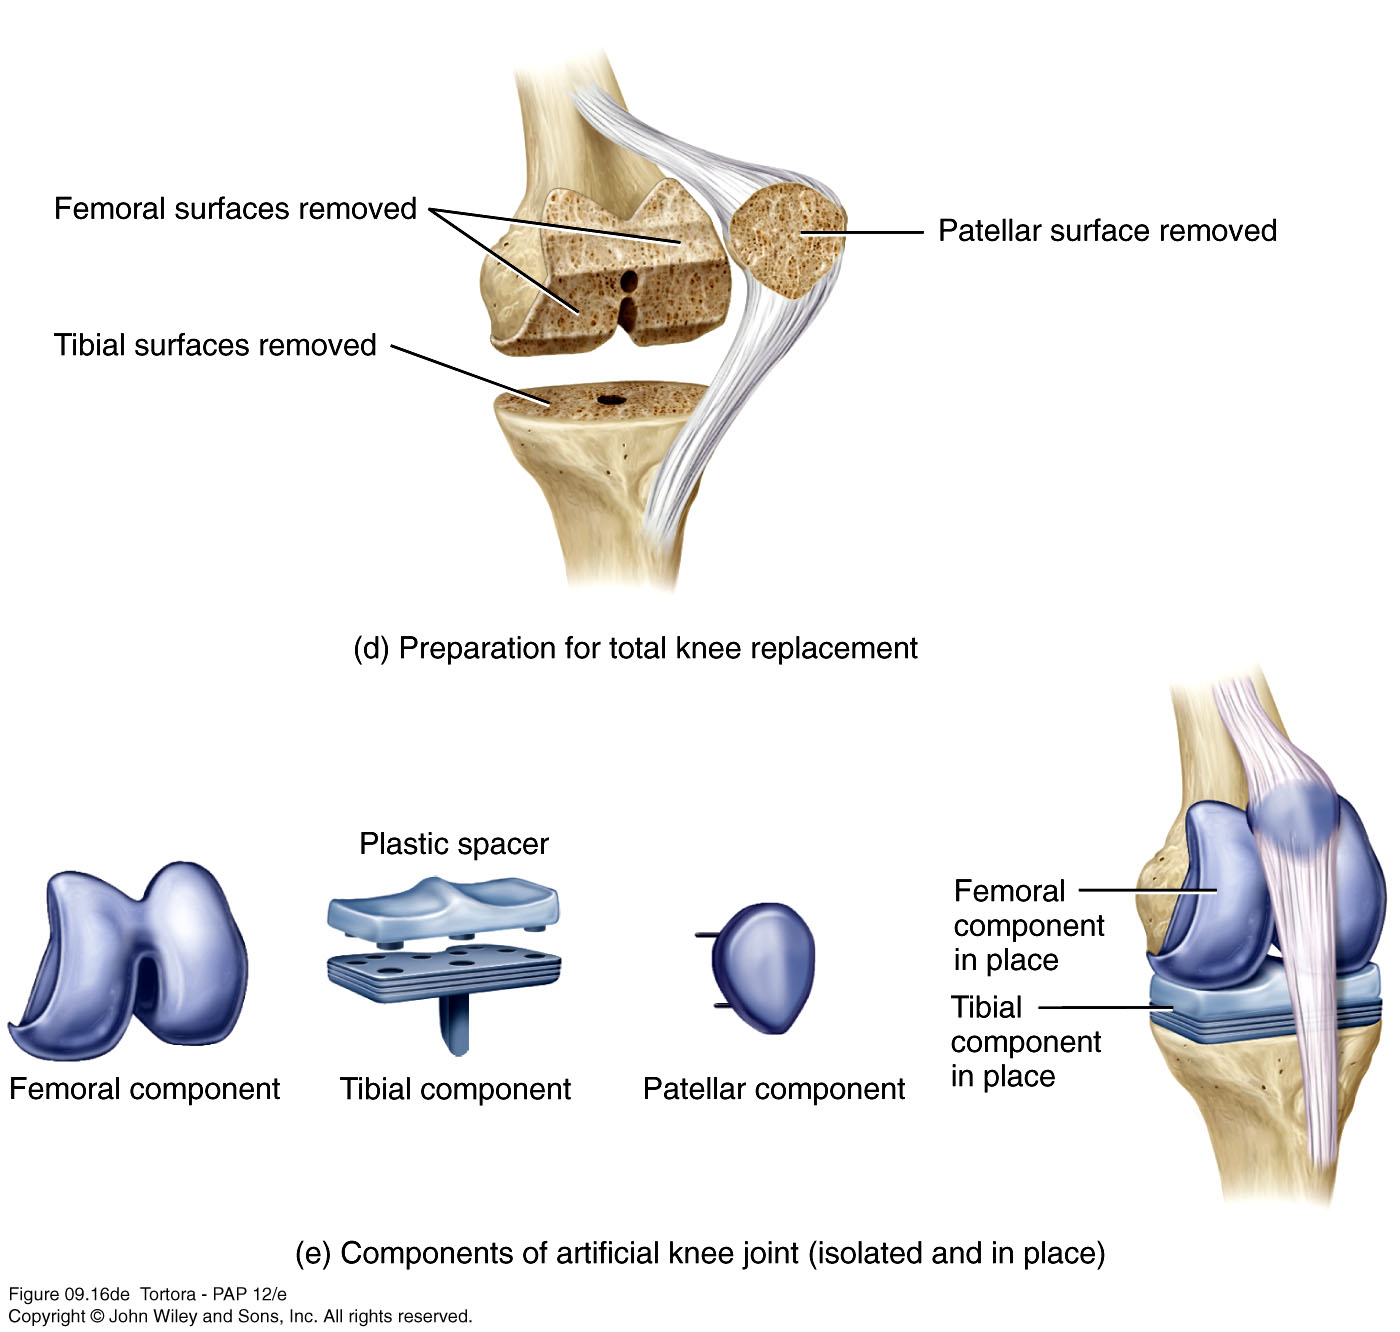 Femoral surfaces removed
Patellar surface removed
Tibial surfaces removed
(d) Preparation for total knee replacement
Plastic spacer
Femoral
component
in place
Tibial
component
in place
Femoral component
Tibial component
Patellar component
(e) Components of artificial knee joint (isolated and in place)
Figure 09.16de  Tortora - PAP 12/e
Copyright © John Wiley and Sons, Inc. All rights reserved.